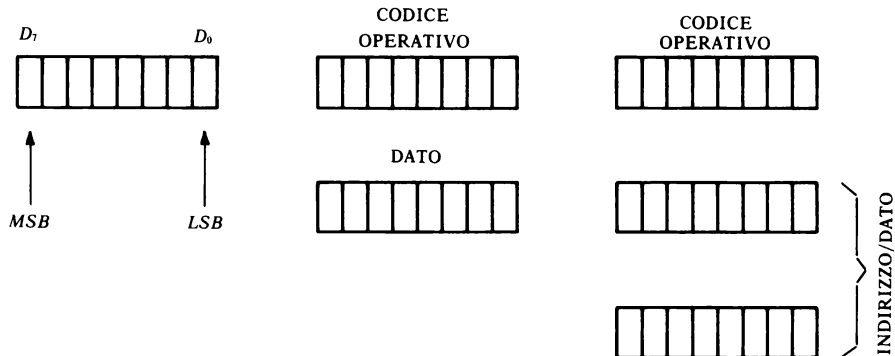 D₇ D₀
MSB LSB
CODICE
OPERATIVO
DATO
CODICE
OPERATIVO
INDIRIZZO/DATO